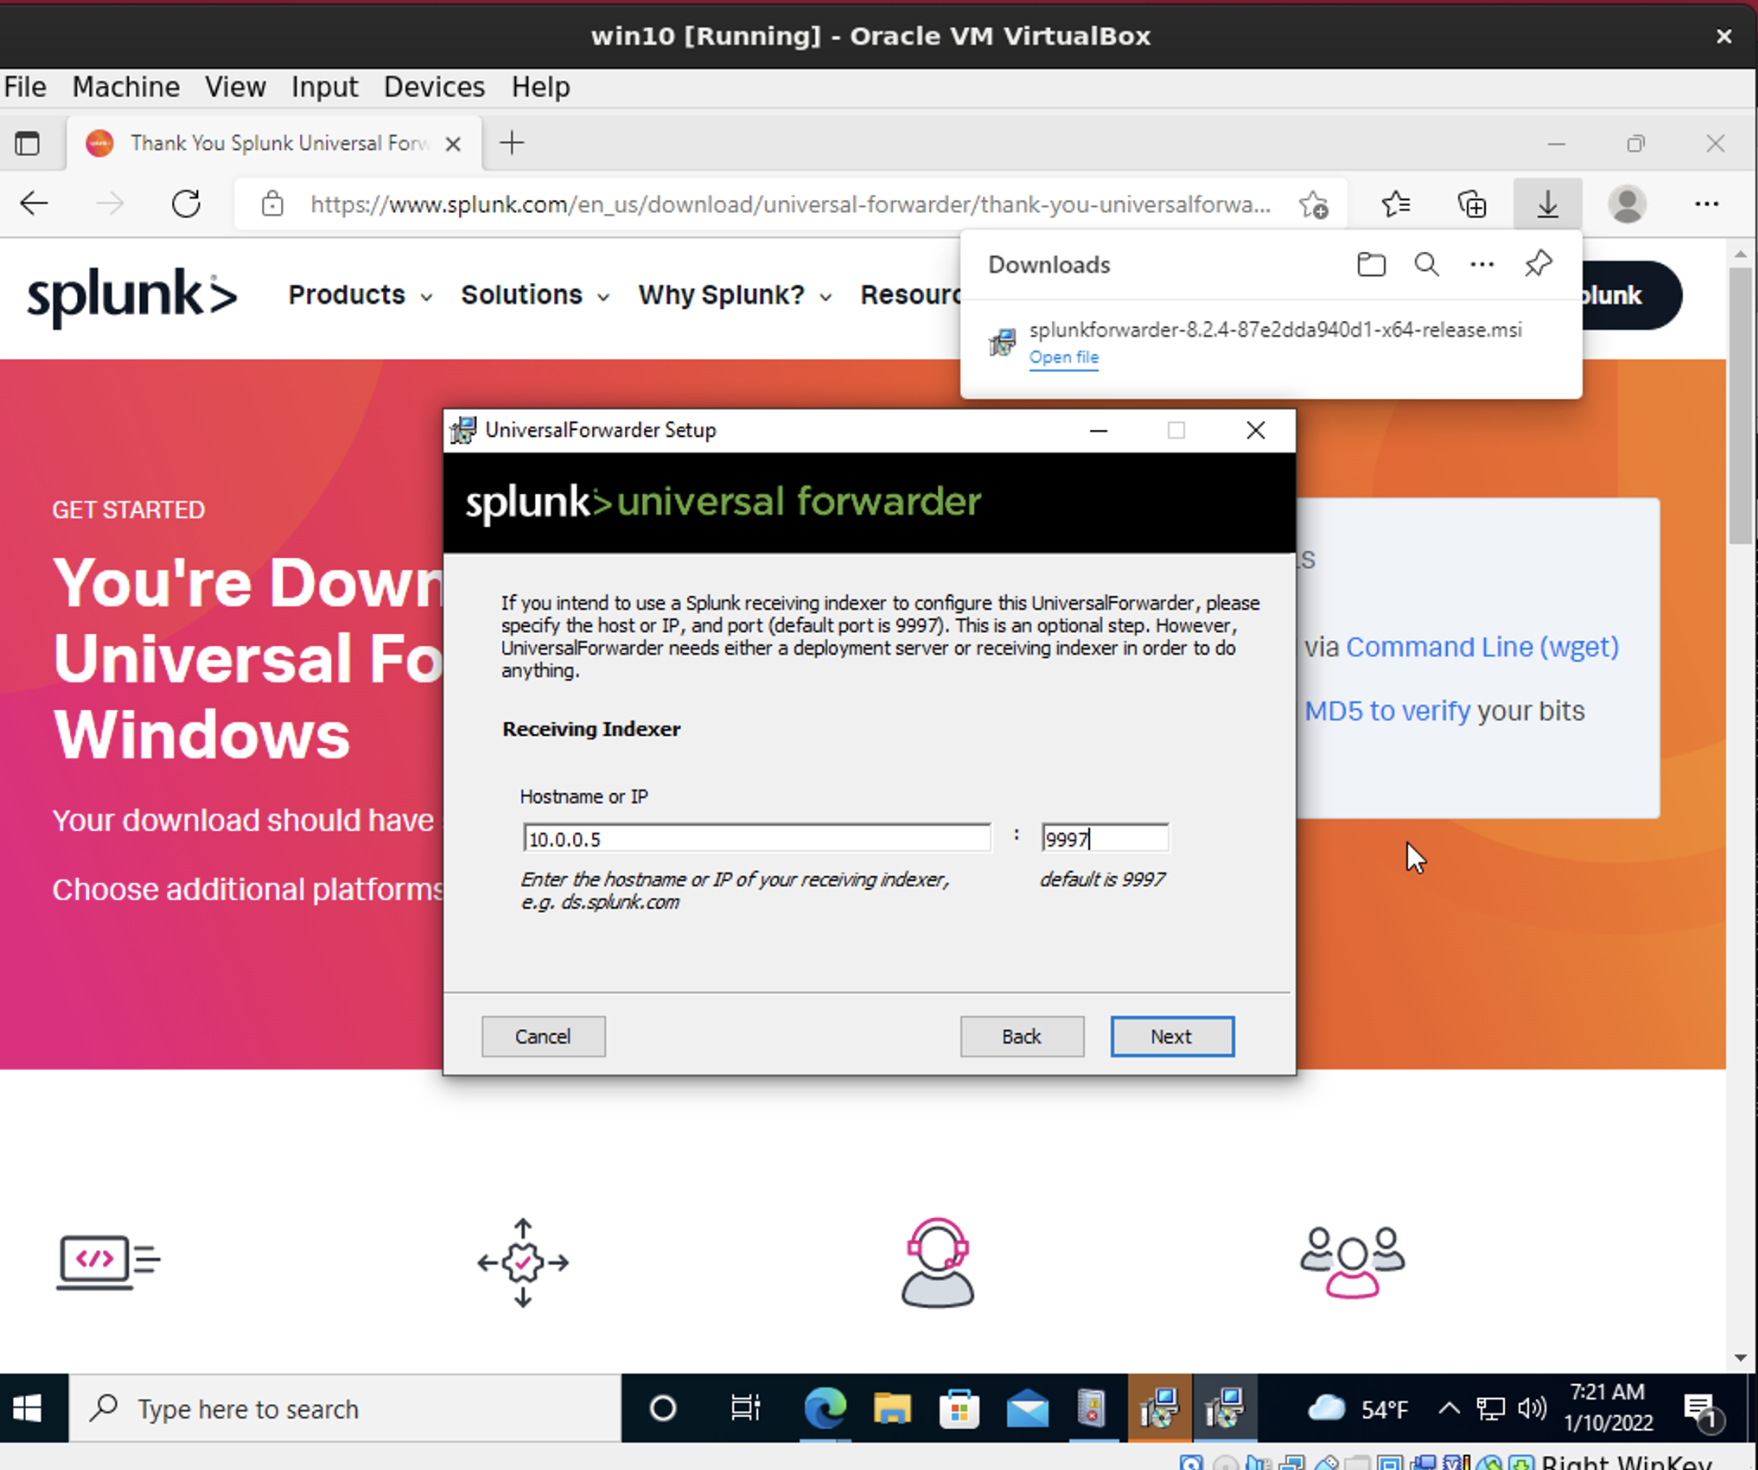 win10 [Running] - Oracle VM VirtualBox
File Machine View Input Devices Help
Thank You Splunk Universal Forw
https://www.splunk.com/en_us/download/universal-forwarder/thank-you-universalforwa...
splunk> Products Solutions Why Splunk? Resourc
plunk
Downloads
splunkforwarder-8.2.4-87e2dda940d1-x64-release.msi
Open file
UniversalForwarder Setup
splunk>universal forwarder
GET STARTED
You're Down
Universal Fo
Windows
Your download should have
Choose additional platforms
LS
via Command Line (wget)
MD5 to verify your bits
If you intend to use a Splunk receiving indexer to configure this UniversalForwarder, please
specify the host or IP, and port (default port is 9997). This is an optional step. However,
UniversalForwarder needs either a deployment server or receiving indexer in order to do
anything.
Receiving Indexer
Hostname or IP
10.0.0.5 : 9997
Enter the hostname or IP of your receiving indexer,
e.g. ds.splunk.com
default is 9997
Cancel Back Next
Type here to search
54°F
7:21 AM
1/10/2022
1
Right WinKey